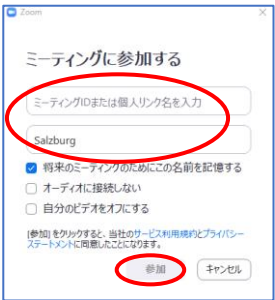 Zoom
ミーティングに参加する
ミーティングIDまたは個人リンク名を入力
Salzburg
将来のミーティングのためにこの名前を記憶する
オーディオに接続しない
自分のビデオをオフにする
[参加] をクリックすると、当社のサービス利用規約とプライバシー
ステートメントに同意したことになります。
参加
キャンセル